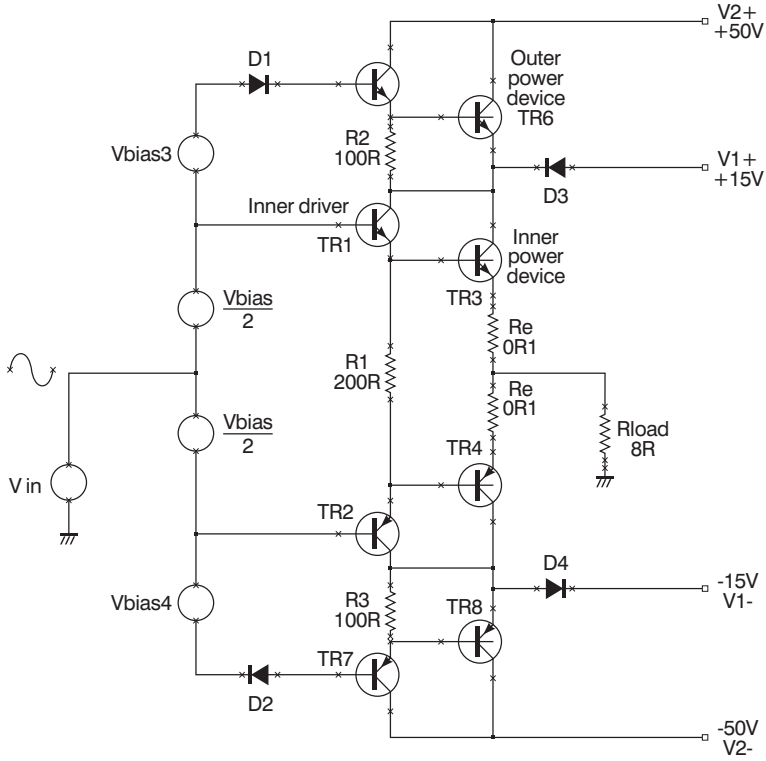 V2+
+50V
D1
Outer
power
device
TR6
R2
100R
Vbias3
V1+
+15V
D3
Inner driver
TR1
Inner
power
device
TR3
Vbias
2
Re
0R1
R1
200R
Re
0R1
Vbias
2
Rload
8R
TR4
V in
TR2
D4
-15V
V1-
Vbias4
R3
100R
TR8
TR7
D2
-50V
V2-